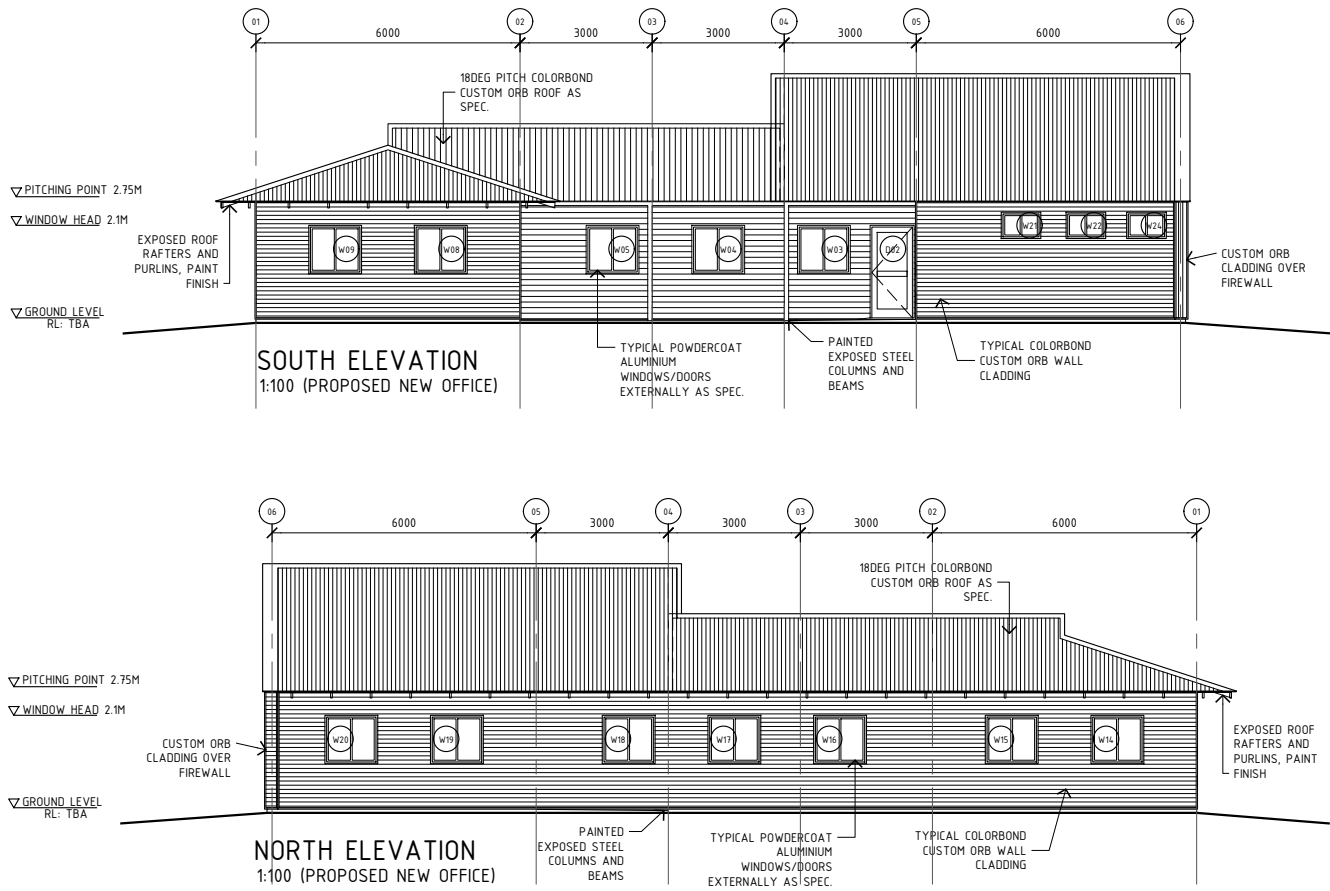 01 02 03 04 05 06
6000 3000 3000 3000 6000
18DEG PITCH COLORBOND
CUSTOM ORB ROOF AS
SPEC.
PITCHING POINT 2.75M
WINDOW HEAD 2.1M
EXPOSED ROOF
RAFTERS AND
PURLINS, PAINT
FINISH
GROUND LEVEL
RL: TBA
W09 W08 W05 W04 W03 D02 W21 W22 W24
CUSTOM ORB
CLADDING OVER
FIREWALL
SOUTH ELEVATION
1:100 (PROPOSED NEW OFFICE)
TYPICAL POWDERCOAT
ALUMINIUM
WINDOWS/DOORS
EXTERNALLY AS SPEC.
PAINTED
EXPOSED STEEL
COLUMNS AND
BEAMS
TYPICAL COLORBOND
CUSTOM ORB WALL
CLADDING
06 05 04 03 02 01
6000 3000 3000 3000 6000
18DEG PITCH COLORBOND
CUSTOM ORB ROOF AS
SPEC.
PITCHING POINT 2.75M
WINDOW HEAD 2.1M
CUSTOM ORB
CLADDING OVER
FIREWALL
GROUND LEVEL
RL: TBA
W20 W19 W18 W17 W16 W15 W14
EXPOSED ROOF
RAFTERS AND
PURLINS, PAINT
FINISH
NORTH ELEVATION
1:100 (PROPOSED NEW OFFICE)
PAINTED
EXPOSED STEEL
COLUMNS AND
BEAMS
TYPICAL POWDERCOAT
ALUMINIUM
WINDOWS/DOORS
EXTERNALLY AS SPEC.
TYPICAL COLORBOND
CUSTOM ORB WALL
CLADDING